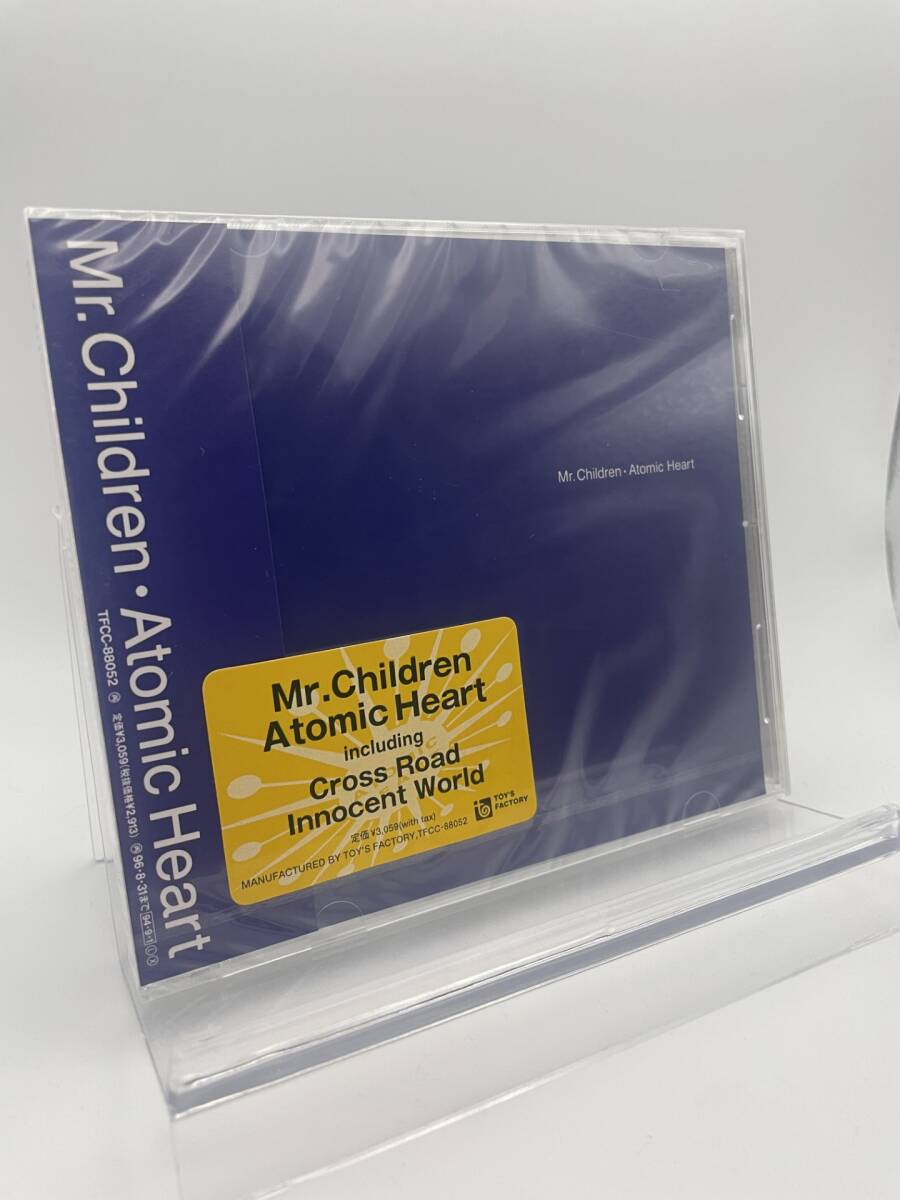 Mr. Children・Atomic Heart
TFCC-88052 定価¥3,059(税抜価格¥2,913) 96・8・31まで 94・9・1 L X
Mr.Children・Atomic Heart
Mr.Children
Atomic Heart
including
Cross Road
Innocent World
定価 ¥3,059(with tax)
MANUFACTURED BY TOY'S FACTORY,TFCC-88052
TOY'S
FACTORY